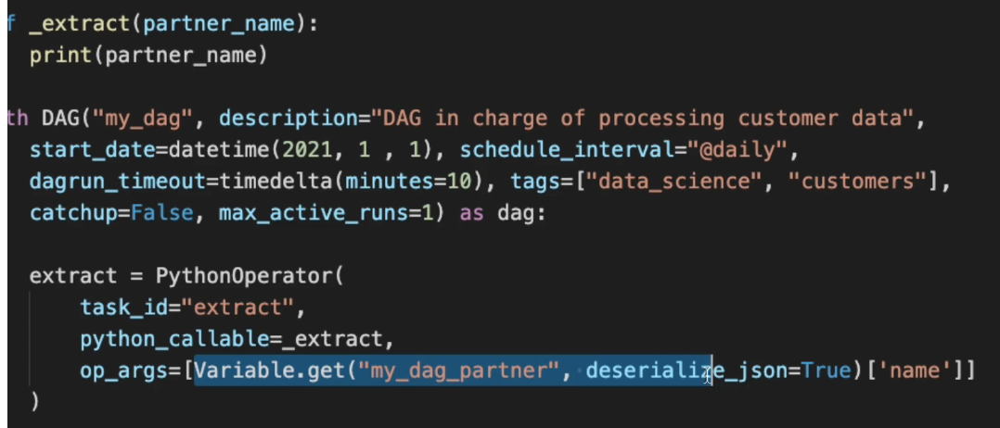 f _extract(partner_name):
print(partner_name)
th DAG("my_dag", description="DAG in charge of processing customer data",
start_date=datetime(2021, 1 , 1), schedule_interval="@daily",
dagrun_timeout=timedelta(minutes=10), tags=["data_science", "customers"],
catchup=False, max_active_runs=1) as dag:
extract = PythonOperator(
task_id="extract",
python_callable=_extract,
op_args=[Variable.get("my_dag_partner", deserialize_json=True)['name']]
)